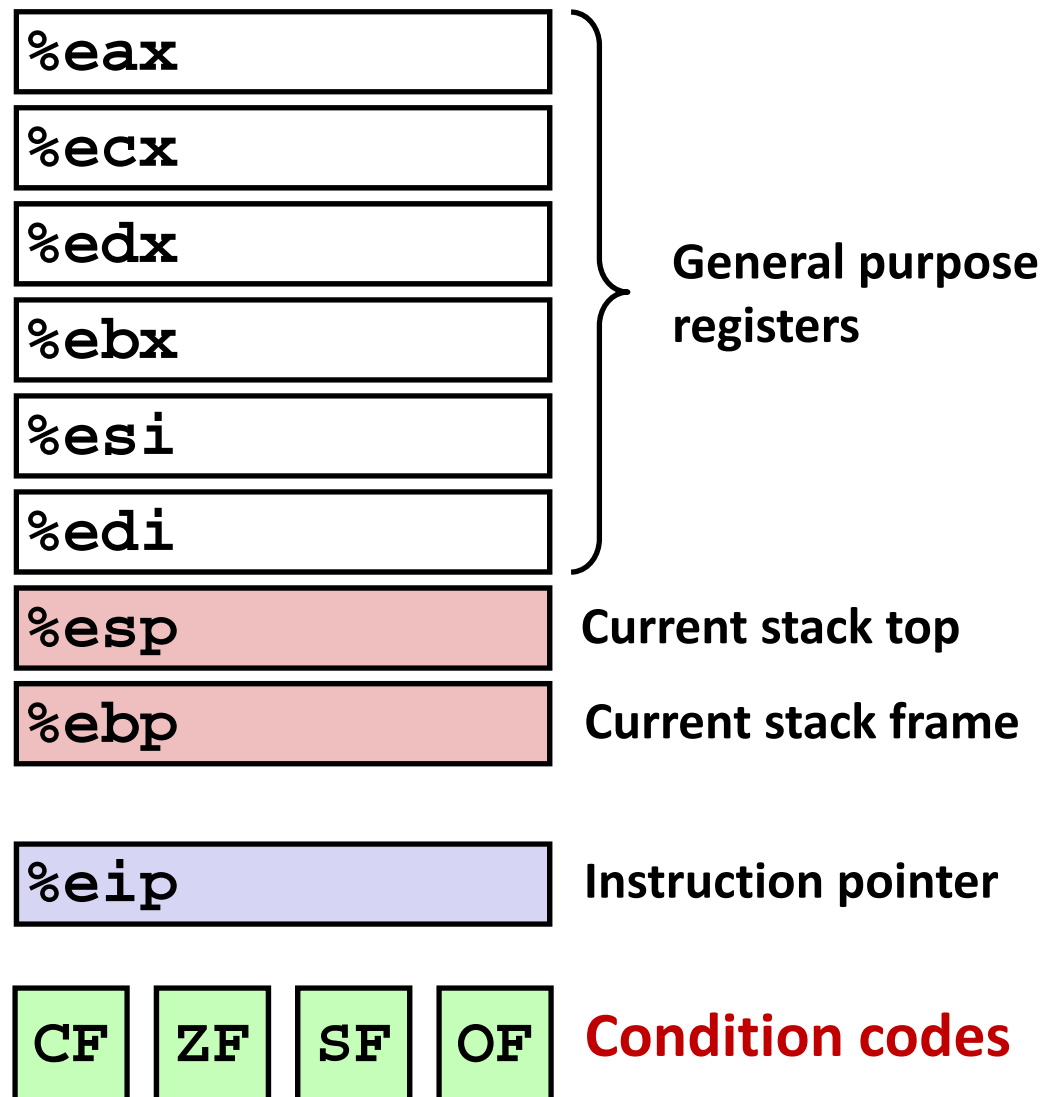 %eax
%ecx
%edx
%ebx
%esi
%edi
General purpose
registers
%esp Current stack top
%ebp Current stack frame
%eip Instruction pointer
CF ZF SF OF Condition codes